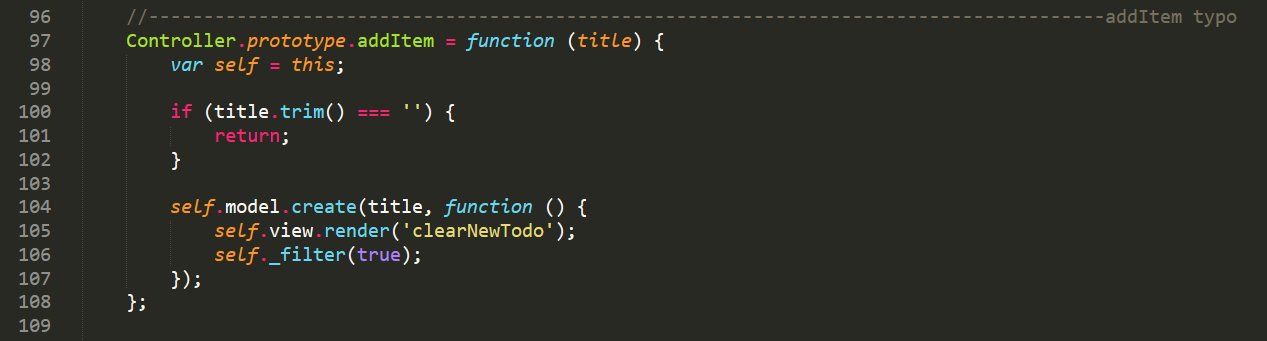 96 //---------------------------------------------------------------------------------------addItem typo
97 Controller.prototype.addItem = function (title) {
98 var self = this;
99
100 if (title.trim() === '') {
101 return;
102 }
103
104 self.model.create(title, function () {
105 self.view.render('clearNewTodo');
106 self._filter(true);
107 });
108 };
109